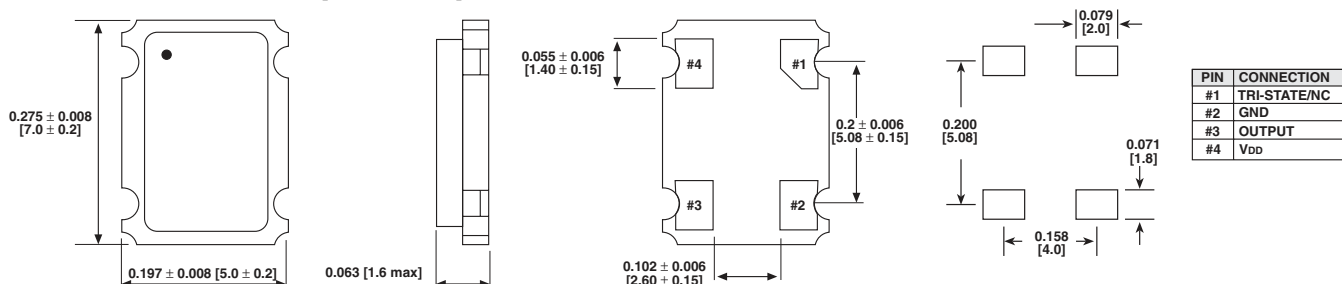 0.275 ± 0.008
[7.0 ± 0.2]
0.197 ± 0.008 [5.0 ± 0.2]
0.063 [1.6 max]
0.055 ± 0.006
[1.40 ± 0.15]
#4
#1
#3
#2
0.2 ± 0.006
[5.08 ± 0.15]
0.102 ± 0.006
[2.60 ± 0.15]
0.079
[2.0]
0.200
[5.08]
0.071
[1.8]
0.158
[4.0]
PIN CONNECTION
#1 TRI-STATE/NC
#2 GND
#3 OUTPUT
#4 VDD